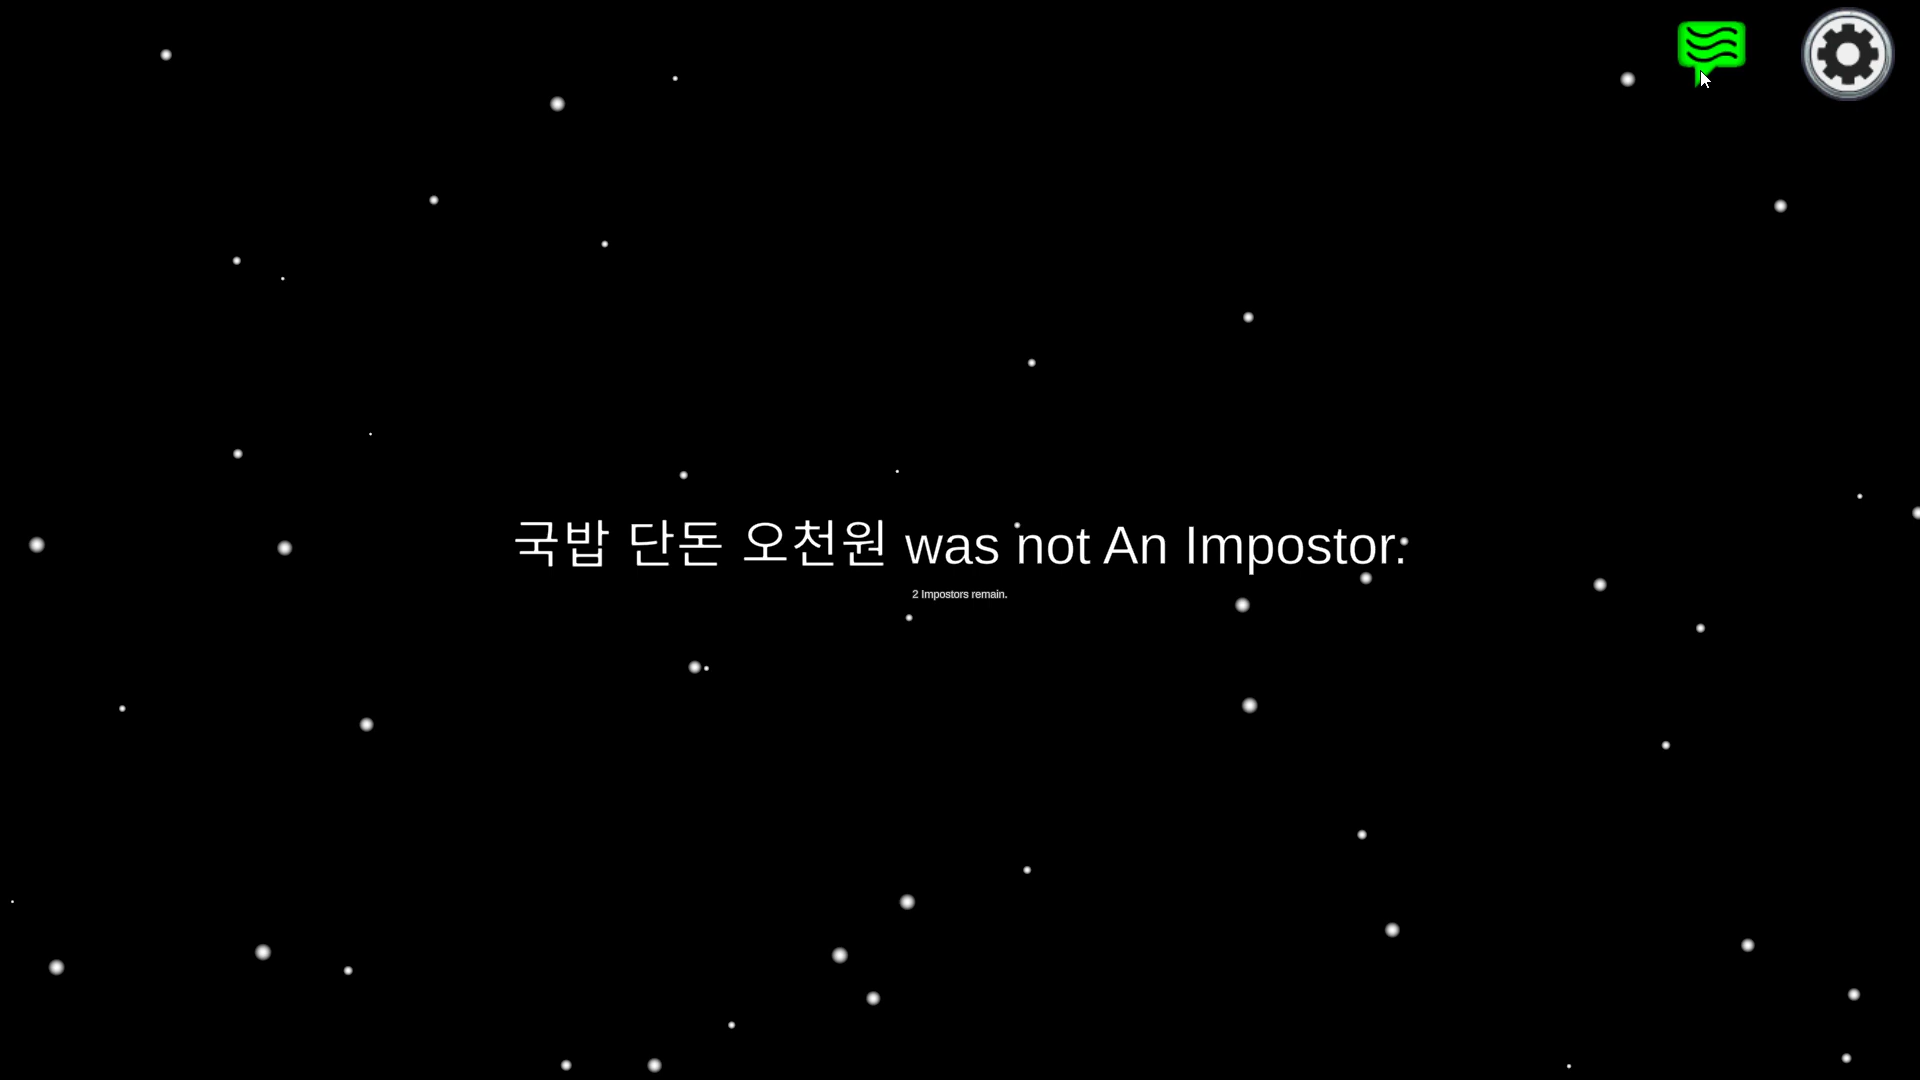 국밥 단돈 오천원 was not An Impostor.
2 Impostors remain.